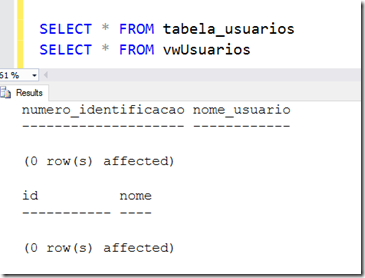 SELECT * FROM tabela_usuarios
SELECT * FROM vwUsuarios
51 %
Results
numero_identificacao nome_usuario
-------------------- ------------
(0 row(s) affected)
id nome
----------- ----
(0 row(s) affected)